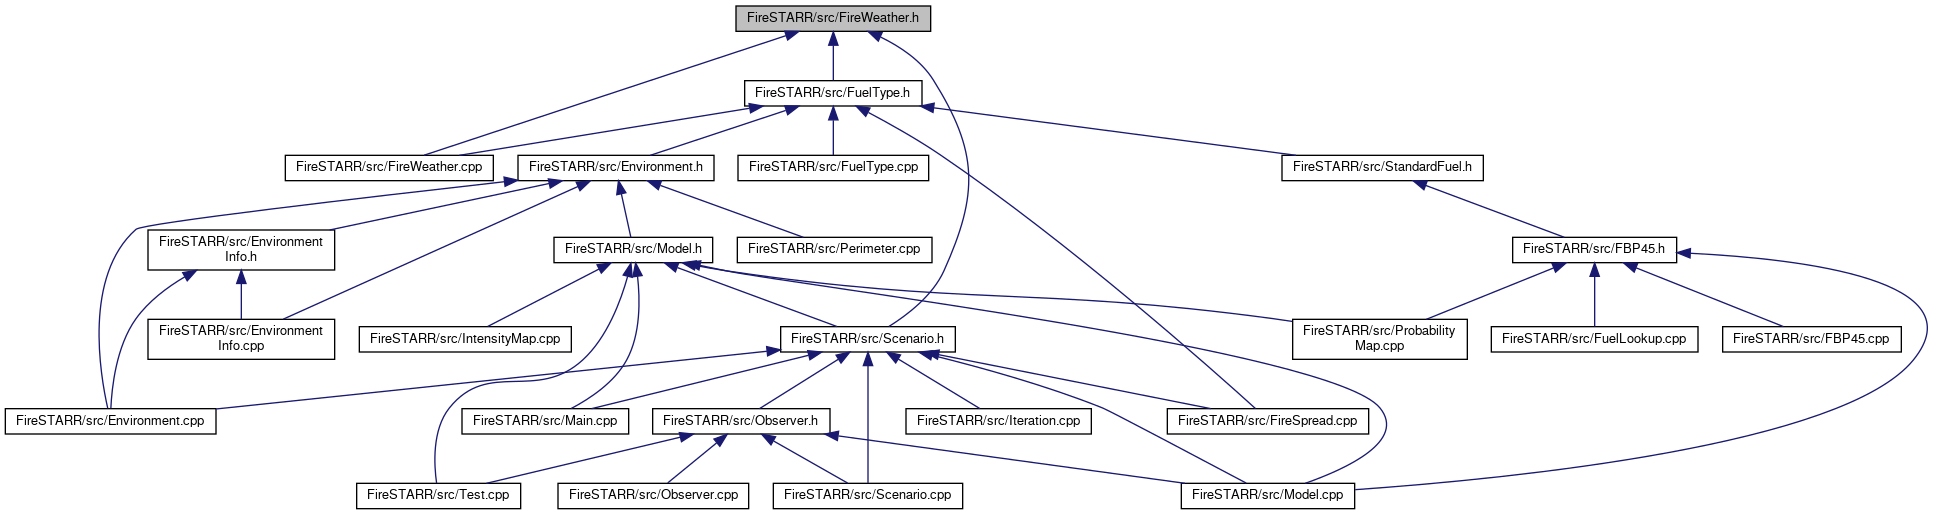 FireSTARR/src/FireWeather.h
FireSTARR/src/FuelType.h
FireSTARR/src/FireWeather.cpp
FireSTARR/src/Environment.h
FireSTARR/src/FuelType.cpp
FireSTARR/src/StandardFuel.h
FireSTARR/src/Environment
Info.h
FireSTARR/src/Model.h
FireSTARR/src/Perimeter.cpp
FireSTARR/src/FBP45.h
FireSTARR/src/Environment
Info.cpp
FireSTARR/src/IntensityMap.cpp
FireSTARR/src/Scenario.h
FireSTARR/src/Probability
Map.cpp
FireSTARR/src/FuelLookup.cpp
FireSTARR/src/FBP45.cpp
FireSTARR/src/Environment.cpp
FireSTARR/src/Main.cpp
FireSTARR/src/Observer.h
FireSTARR/src/Iteration.cpp
FireSTARR/src/FireSpread.cpp
FireSTARR/src/Test.cpp
FireSTARR/src/Observer.cpp
FireSTARR/src/Scenario.cpp
FireSTARR/src/Model.cpp